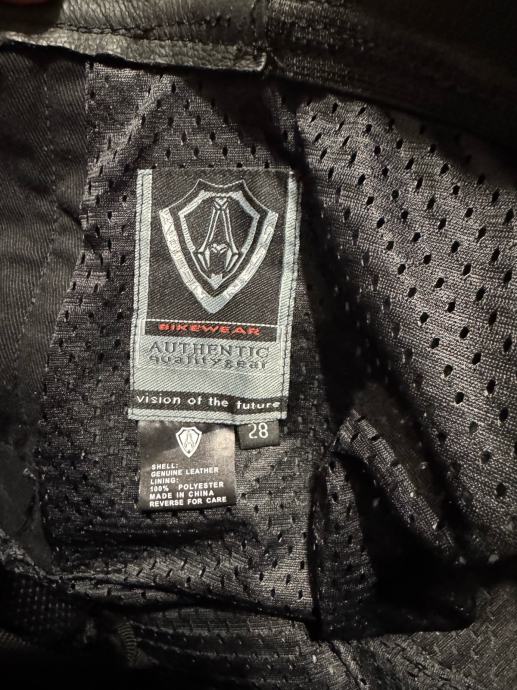 BIKEWEAR
AUTHENTIC
qualitygear
vision of the future
28
SHELL:
GENUINE LEATHER
LINING:
100% POLYESTER
MADE IN CHINA
REVERSE FOR CARE